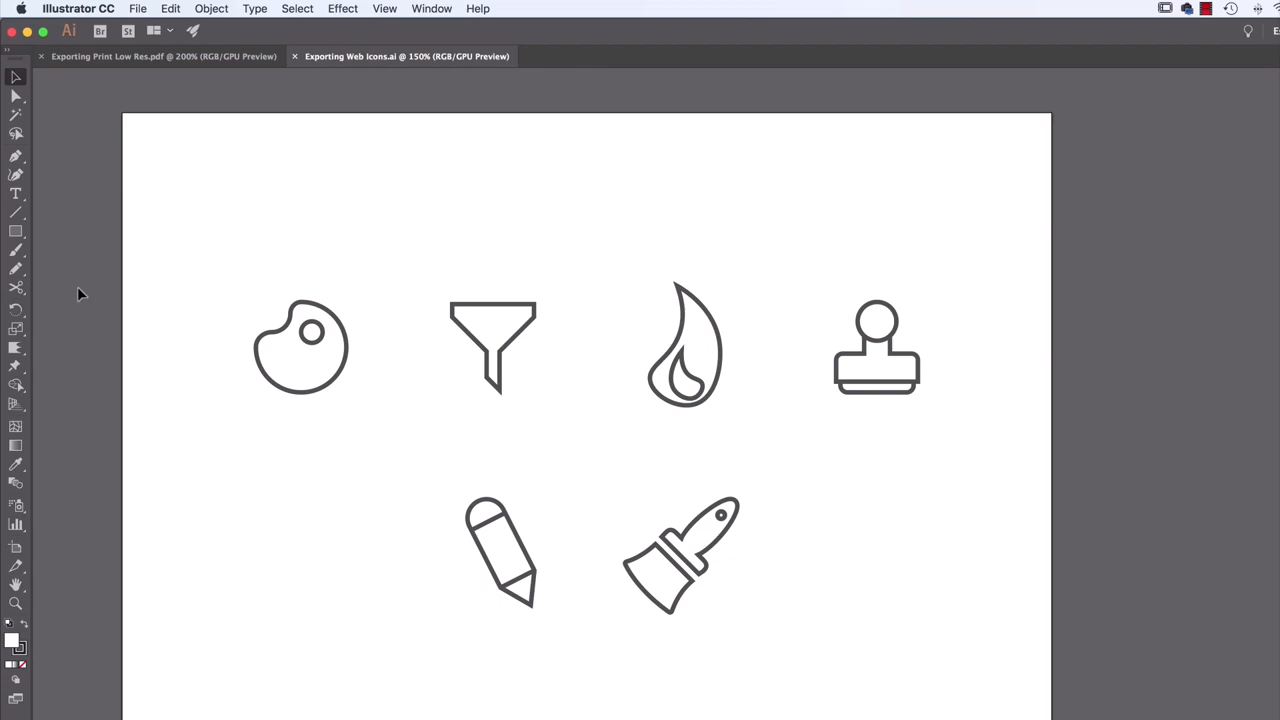 Illustrator CC File Edit Object Type Select Effect View Window Help
Ai Br St
Exporting Print Low Res.pdf @ 200% (RGB/GPU Preview) Exporting Web Icons.ai @ 150% (RGB/GPU Preview)
T